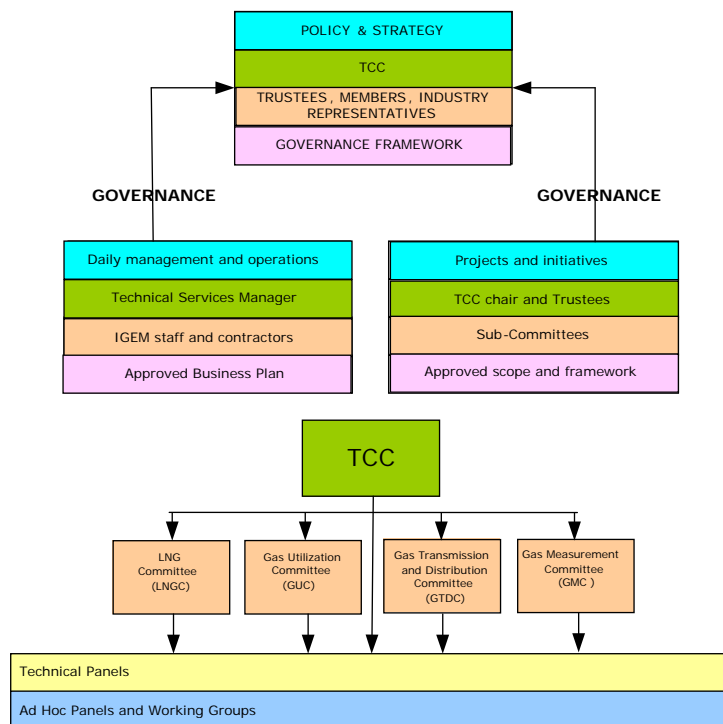 POLICY & STRATEGY
TCC
TRUSTEES, MEMBERS, INDUSTRY
REPRESENTATIVES
GOVERNANCE FRAMEWORK
GOVERNANCE
GOVERNANCE
Daily management and operations
Technical Services Manager
IGEM staff and contractors
Approved Business Plan
Projects and initiatives
TCC chair and Trustees
Sub-Committees
Approved scope and framework
TCC
LNG
Committee
(LNGC)
Gas Utilization
Committee
(GUC)
Gas Transmission
and Distribution
Committee
(GTDC)
Gas Measurement
Committee
(GMC )
Technical Panels
Ad Hoc Panels and Working Groups